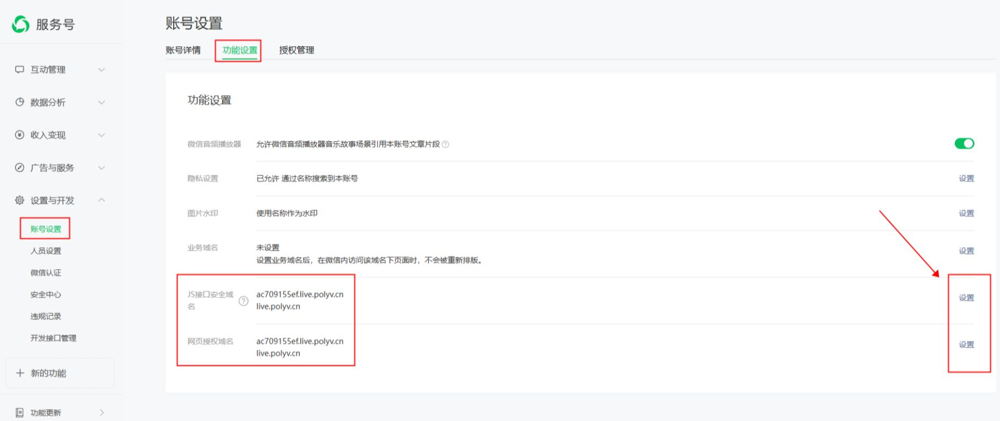 服务号
互动管理
数据分析
收入变现
广告与服务
设置与开发
账号设置
人员设置
微信认证
安全中心
违规记录
开发接口管理
新的功能
功能更新
账号设置
账号详情 功能设置 授权管理
功能设置
微信音频播放器 允许微信音频播放器音乐故事场景引用本账号文章片段 ?
隐私设置 已允许 通过名称搜索到本账号 设置
图片水印 使用名称作为水印 设置
业务域名 未设置 设置
设置业务域名后，在微信内访问该域名下页面时，不会被重新排版。
JS接口安全域 ac709155ef.live.polyv.cn 设置
名 ? live.polyv.cn
网页授权域名 ac709155ef.live.polyv.cn 设置
live.polyv.cn